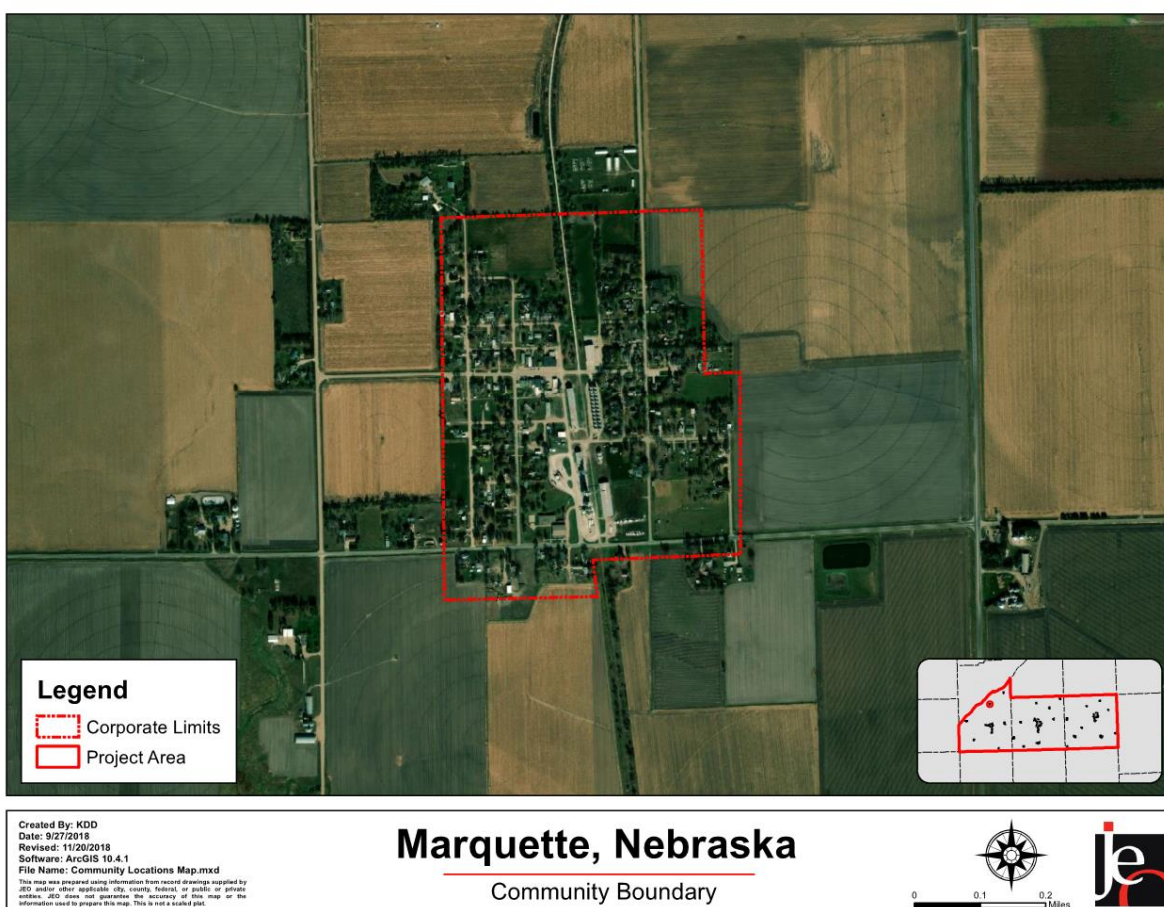 Legend
Corporate Limits
Project Area
Created By: KDD
Date: 9/27/2018
Revised: 11/20/2018
Software: ArcGIS 10.4.1
File Name: Community Locations Map.mxd
This map was prepared using information from record drawings supplied by
JEO and/or other applicable city, county, federal, or public or private
entities. JEO does not guarantee the accuracy of this map or the
information used to prepare this map. This is not a scaled plat.
Marquette, Nebraska
Community Boundary
0 0.1 0.2
Miles
jeo